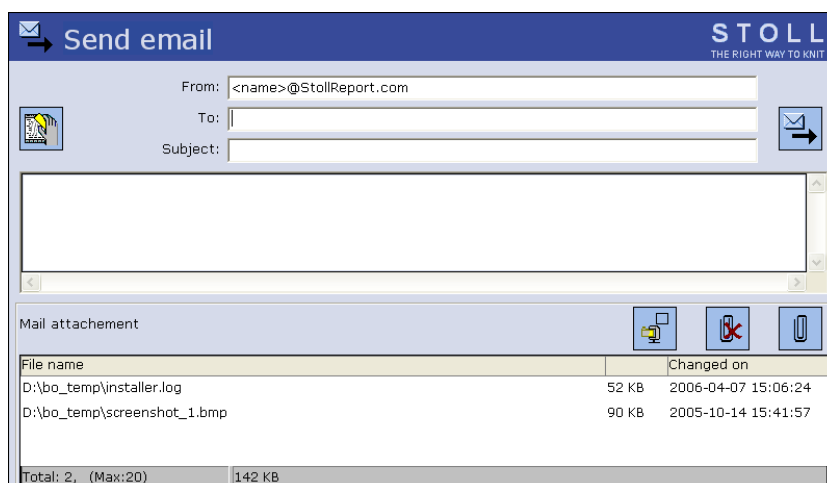 Send email
STOLL
THE RIGHT WAY TO KNIT
From: <name>@StollReport.com
To:
Subject:
Mail attachement
File name Changed on
D:\bo_temp\installer.log 52 KB 2006-04-07 15:06:24
D:\bo_temp\screenshot_1.bmp 90 KB 2005-10-14 15:41:57
Total: 2, (Max:20) 142 KB